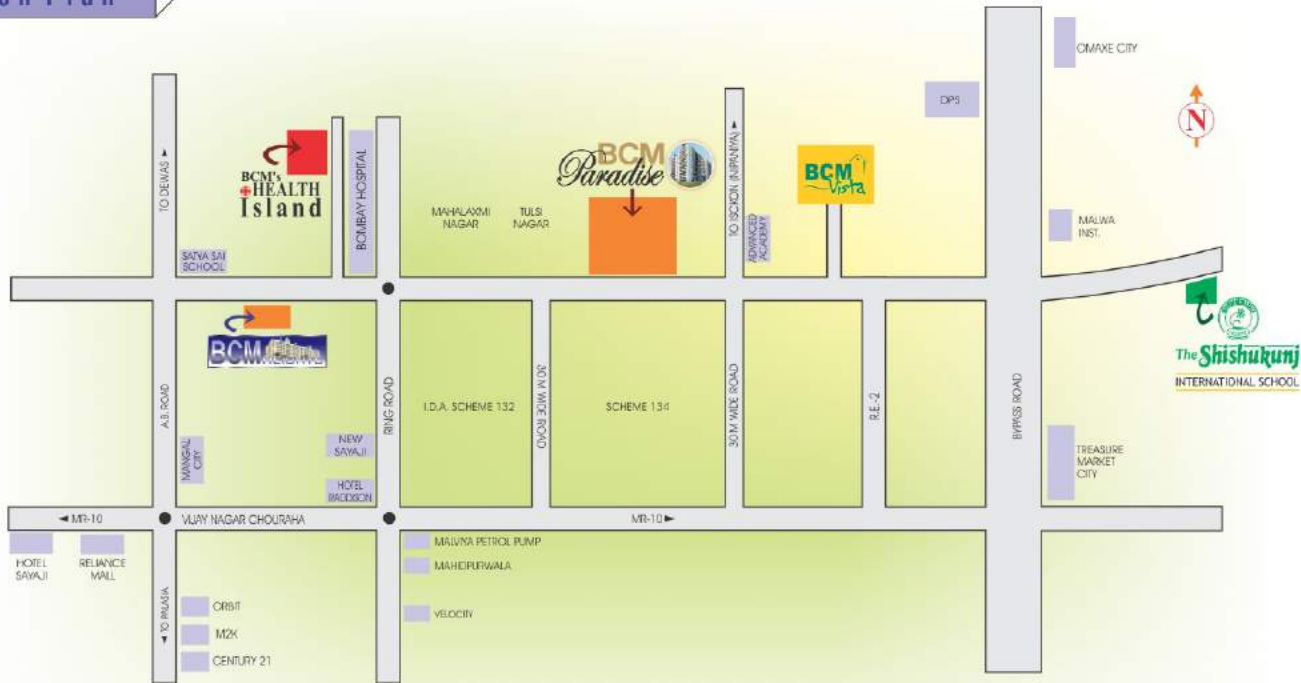 OMAXE CITY
DPS
N
TO DEWAS
BCM's
HEALTH
Island
BOMBAY HOSPITAL
MAHALAXMI
NAGAR
TULSI
NAGAR
BCM
Paradise
TO ISCKON (NIPANIYA)
ADVANCED
ACADEMY
BCM
Vista
MALWA
INST.
SATYA SAI
SCHOOL
BCM HEIGHTS
The Shishukunj
INTERNATIONAL SCHOOL
A.B. ROAD
RING ROAD
I.D.A. SCHEME 132
30 M WIDE ROAD
SCHEME 134
30 M WIDE ROAD
R.E.-2
BYPASS ROAD
MANGAL
CITY
NEW
SAYAJI
HOTEL
RADDISON
TREASURE
MARKET
CITY
MR-10
VIJAY NAGAR CHOURAHA
MR-10
HOTEL
SAYAJI
RELIANCE
MALL
MALVIYA PETROL PUMP
MAHIDPURWALA
TO PALASIA
ORBIT
M2K
CENTURY 21
VELOCITY